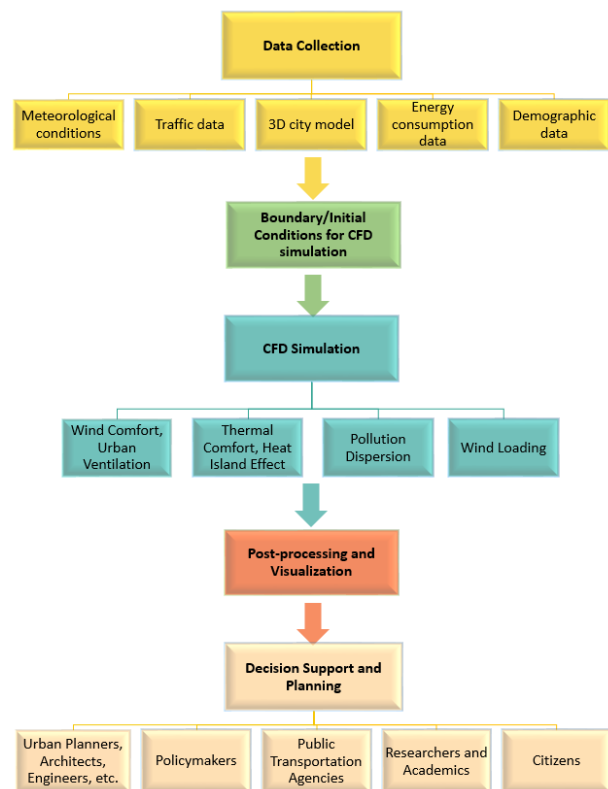 Data Collection
Meteorological
conditions
Traffic data
3D city model
Energy
consumption
data
Demographic
data
Boundary/Initial
Conditions for CFD
simulation
CFD Simulation
Wind Comfort,
Urban
Ventilation
Thermal
Comfort, Heat
Island Effect
Pollution
Dispersion
Wind Loading
Post-processing and
Visualization
Decision Support and
Planning
Urban Planners,
Architects,
Engineers, etc.
Policymakers
Public
Transportation
Agencies
Researchers and
Academics
Citizens